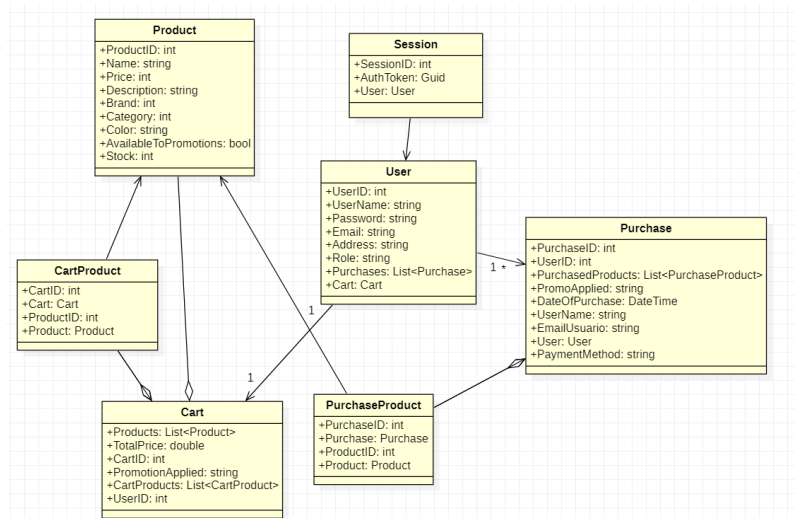 Product
+ProductID: int
+Name: string
+Price: int
+Description: string
+Brand: int
+Category: int
+Color: string
+AvailableToPromotions: bool
+Stock: int
Session
+SessionID: int
+AuthToken: Guid
+User: User
User
+UserID: int
+UserName: string
+Password: string
+Email: string
+Address: string
+Role: string
+Purchases: List<Purchase>
+Cart: Cart
1 *
Purchase
+PurchaseID: int
+UserID: int
+PurchasedProducts: List<PurchaseProduct>
+PromoApplied: string
+DateOfPurchase: DateTime
+UserName: string
+EmailUsuario: string
+User: User
+PaymentMethod: string
CartProduct
+CartID: int
+Cart: Cart
+ProductID: int
+Product: Product
1
1
Cart
+Products: List<Product>
+TotalPrice: double
+CartID: int
+PromotionApplied: string
+CartProducts: List<CartProduct>
+UserID: int
PurchaseProduct
+PurchaseID: int
+Purchase: Purchase
+ProductID: int
+Product: Product